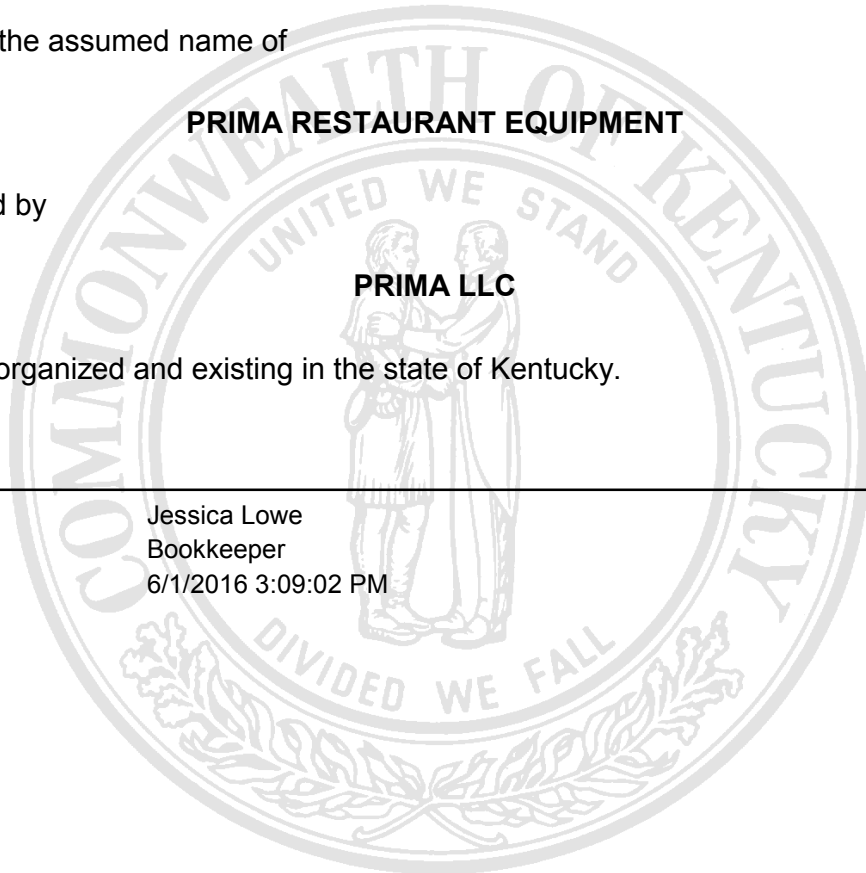 the assumed name of
PRIMA RESTAURANT EQUIPMENT
d by
PRIMA LLC
organized and existing in the state of Kentucky.
Jessica Lowe
Bookkeeper
6/1/2016 3:09:02 PM
COMMONWEALTH OF KENTUCKY
UNITED WE STAND
DIVIDED WE FALL